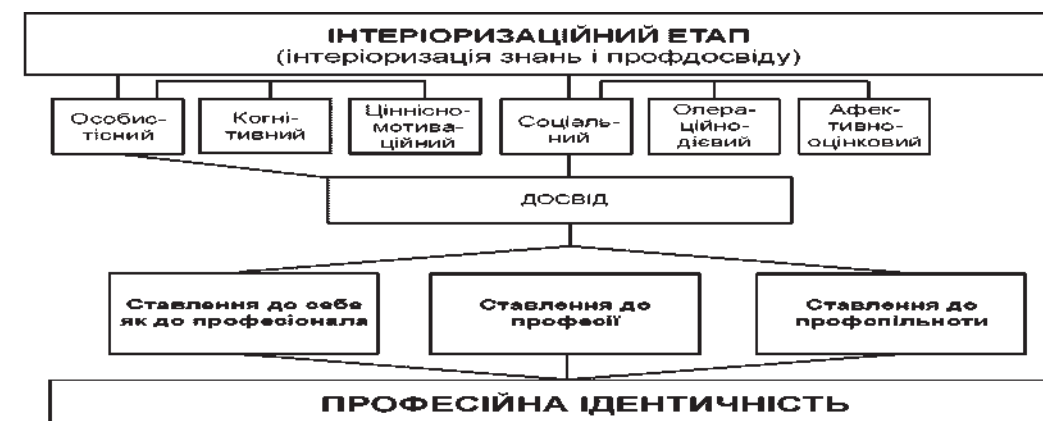 ІНТЕРІОРИЗАЦІЙНИЙ ЕТАП
(інтеріоризація знань і профдосвіду)
Особис-
тісний
Когні-
тивний
Ціннісно-
мотива-
ційний
Соціаль-
ний
Опера-
ційно-
дієвий
Афек-
тивно-
оцінковий
ДОСВІД
Ставлення до себе
як до професіонала
Ставлення до
професії
Ставлення до
профспільноти
ПРОФЕСІЙНА ІДЕНТИЧНІСТЬ